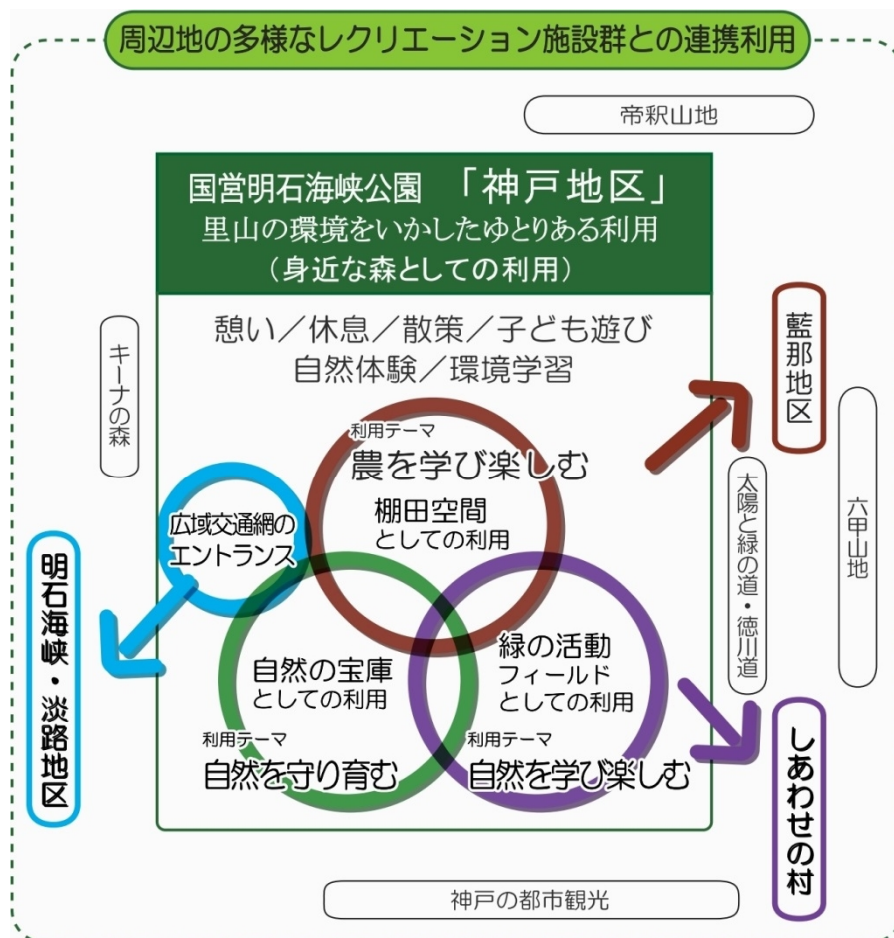 周辺地の多様なレクリエーション施設群との連携利用
帝釈山地
国営明石海峡公園 「神戸地区」
里山の環境をいかしたゆとりある利用
(身近な森としての利用)
憩い/休息/散策/子ども遊び
自然体験/環境学習
キーナの森
藍那地区
利用テーマ
農を学び楽しむ
棚田空間
としての利用
広域交通網の
エントランス
太陽と緑の道・徳川道
六甲山地
明石海峡・淡路地区
自然の宝庫
としての利用
利用テーマ
自然を守り育む
緑の活動
フィールド
としての利用
利用テーマ
自然を学び楽しむ
しあわせの村
神戸の都市観光